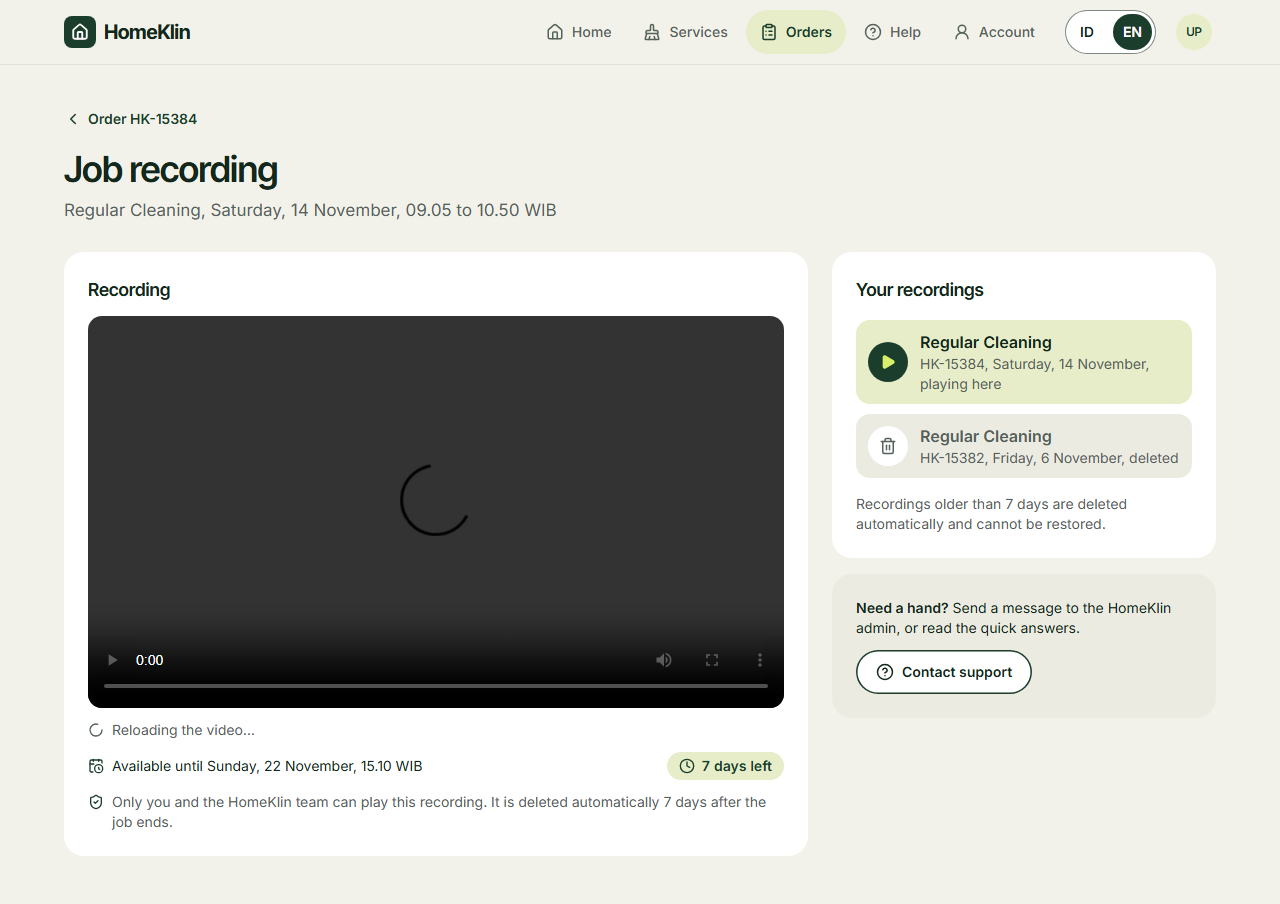 HomeKlin
Home
Services
Orders
Help
Account
ID
EN
UP
Order HK-15384
Job recording
Regular Cleaning, Saturday, 14 November, 09.05 to 10.50 WIB
Recording
0:00
Reloading the video...
Available until Sunday, 22 November, 15.10 WIB
7 days left
Only you and the HomeKlin team can play this recording. It is deleted automatically 7 days after the
job ends.
Your recordings
Regular Cleaning
HK-15384, Saturday, 14 November,
playing here
Regular Cleaning
HK-15382, Friday, 6 November, deleted
Recordings older than 7 days are deleted
automatically and cannot be restored.
Need a hand? Send a message to the HomeKlin
admin, or read the quick answers.
Contact support